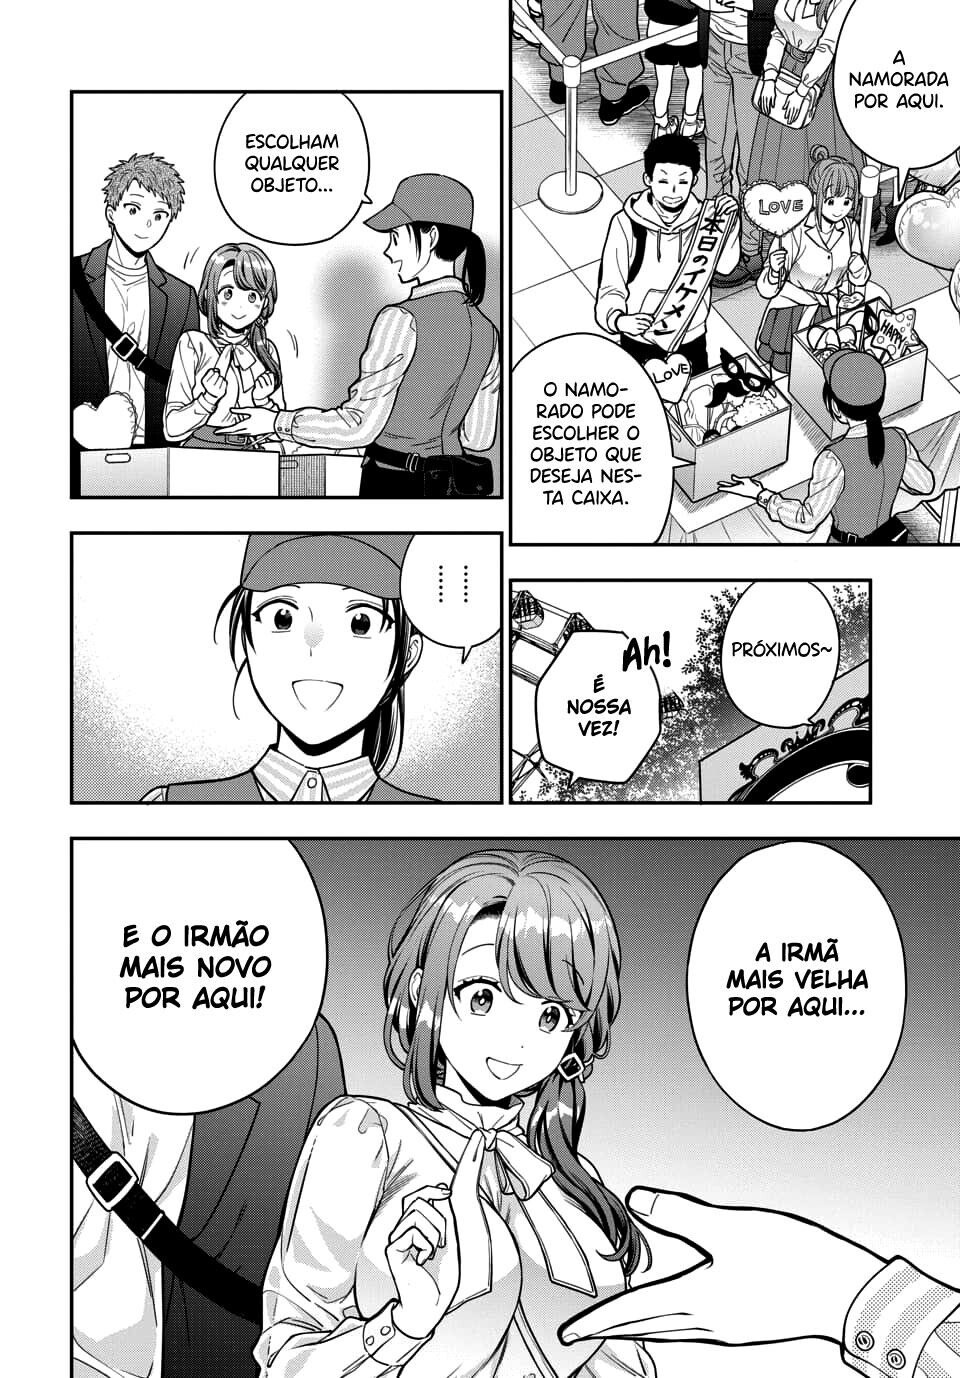 A
NAMORADA
POR AQUI.
LOVE
本日のイケメン
HAPPY
LOVE
O NAMO-
RADO PODE
ESCOLHER O
OBJETO QUE
DESEJA NES-
TA CAIXA.
ESCOLHAM
QUALQUER
OBJETO...
PRÓXIMOS~
Ah!
É
NOSSA
VEZ!
A IRMÃ
MAIS VELHA
POR AQUI...
E O IRMÃO
MAIS NOVO
POR AQUI!